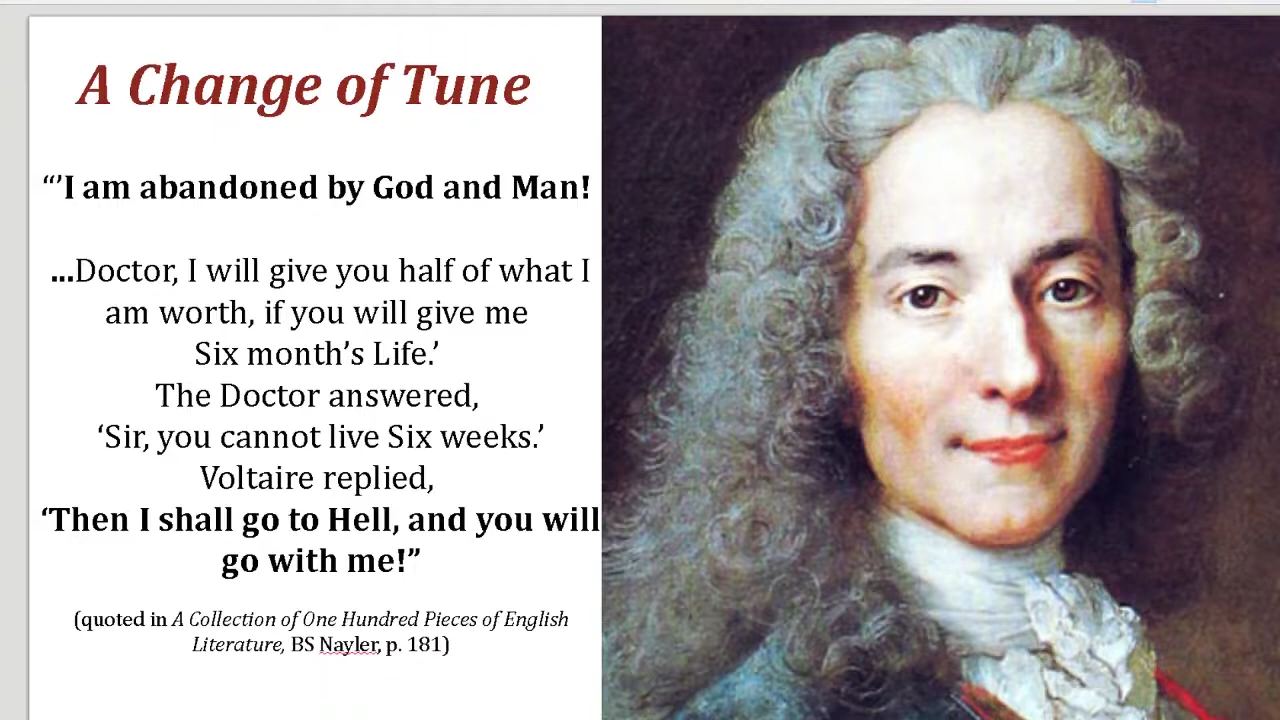 A Change of Tune
“’I am abandoned by God and Man!
...Doctor, I will give you half of what I
am worth, if you will give me
Six month’s Life.’
The Doctor answered,
‘Sir, you cannot live Six weeks.’
Voltaire replied,
‘Then I shall go to Hell, and you will
go with me!”
(quoted in A Collection of One Hundred Pieces of English
Literature, BS Nayler, p. 181)